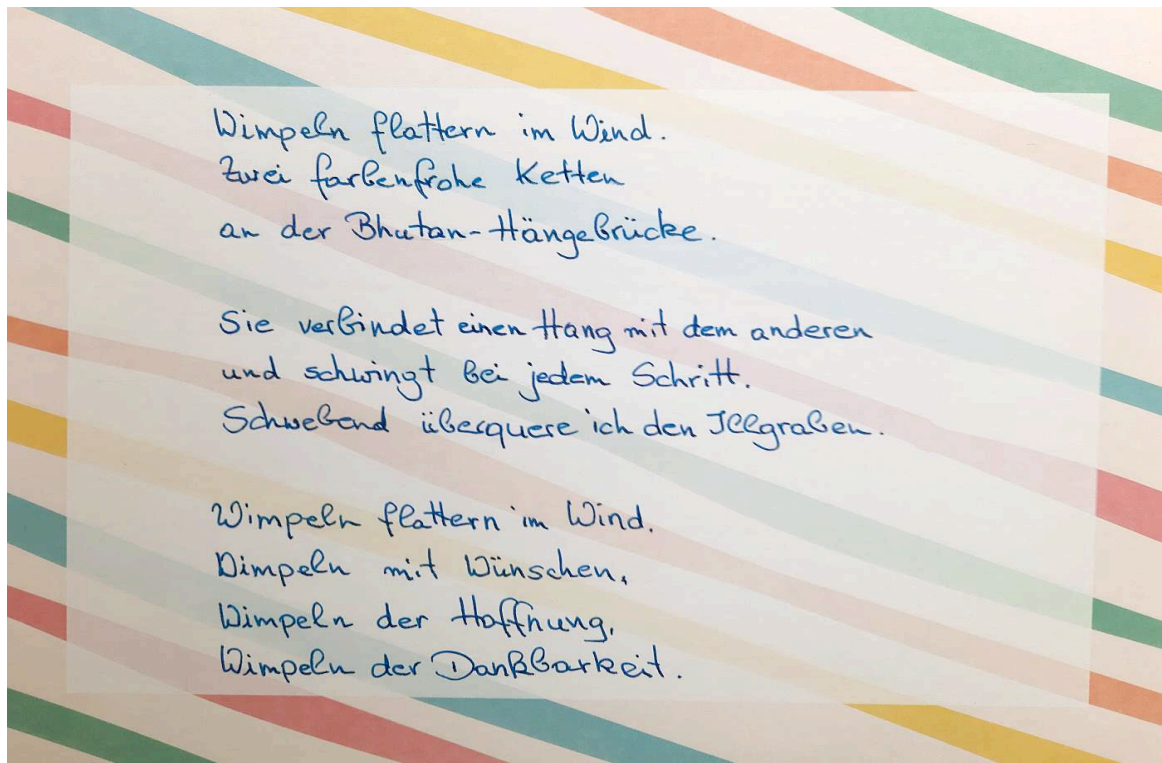 Wimpeln flattern im Wind.
Zwei farbenfrohe Ketten
an der Bhutan-Hängebrücke.
Sie verbindet einen Hang mit dem anderen
und schwingt bei jedem Schritt.
Schwebend überquere ich den Illgraben.
Wimpeln flattern im Wind.
Wimpeln mit Wünschen,
Wimpeln der Hoffnung,
Wimpeln der Dankbarkeit.